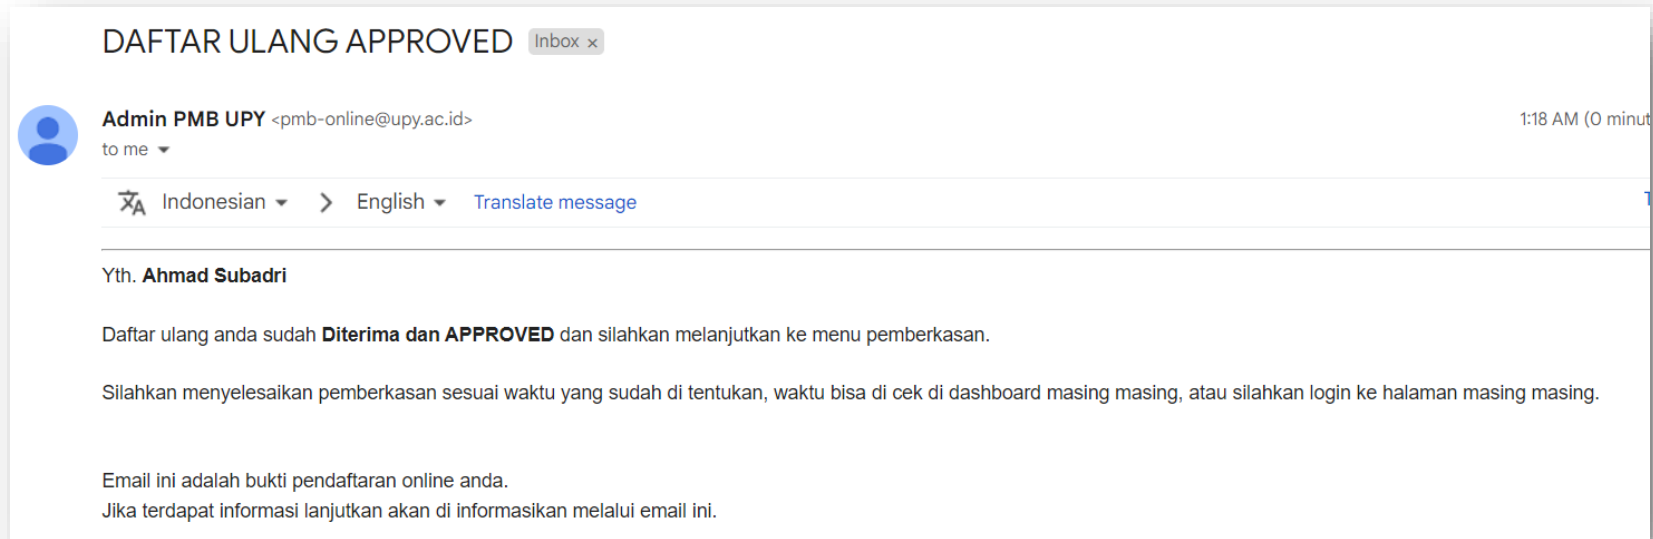 DAFTAR ULANG APPROVED Inbox ×
Admin PMB UPY <pmb-online@upy.ac.id> 1:18 AM (0 minut
to me
Indonesian > English Translate message
Yth. Ahmad Subadri
Daftar ulang anda sudah Diterima dan APPROVED dan silahkan melanjutkan ke menu pemberkasan.
Silahkan menyelesaikan pemberkasan sesuai waktu yang sudah di tentukan, waktu bisa di cek di dashboard masing masing, atau silahkan login ke halaman masing masing.
Email ini adalah bukti pendaftaran online anda.
Jika terdapat informasi lanjutkan akan di informasikan melalui email ini.